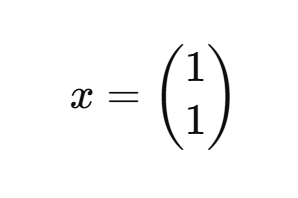 x = (1
1)